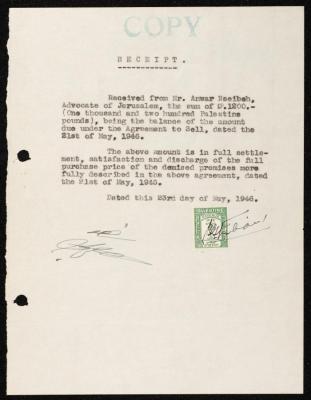 COPY
RECEIPT.
Received from Mr. Anwar Nseibeh,
Advocate of Jerusalem, the sum of LP.1200.-
(One thousand and two hundred Palestine
pounds), being the balance of the amount
due under the Agreement to Sell, dated the
21st of May, 1946.
The above amount is in full settle-
ment, satisfaction and discharge of the full
purchase price of the demised promises more
fully described in the above agreement, dated
the 21st of May, 1946.
Dated this 23rd day of May, 1946.
PALESTINE